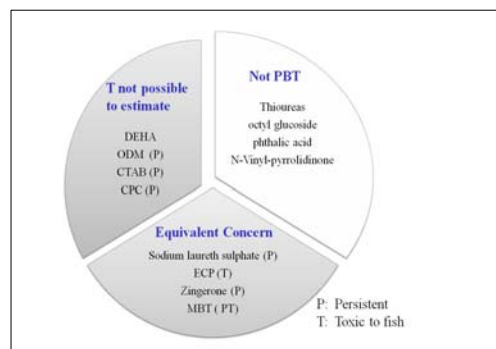 T not possible
to estimate
DEHA
ODM (P)
CTAB (P)
CPC (P)
Not PBT
Thioureas
octyl glucoside
phthalic acid
N-Vinyl-pyrrolidinone
Equivalent Concern
Sodium laureth sulphate (P)
ECP (T)
Zingerone (P)
MBT ( PT)
P: Persistent
T: Toxic to fish